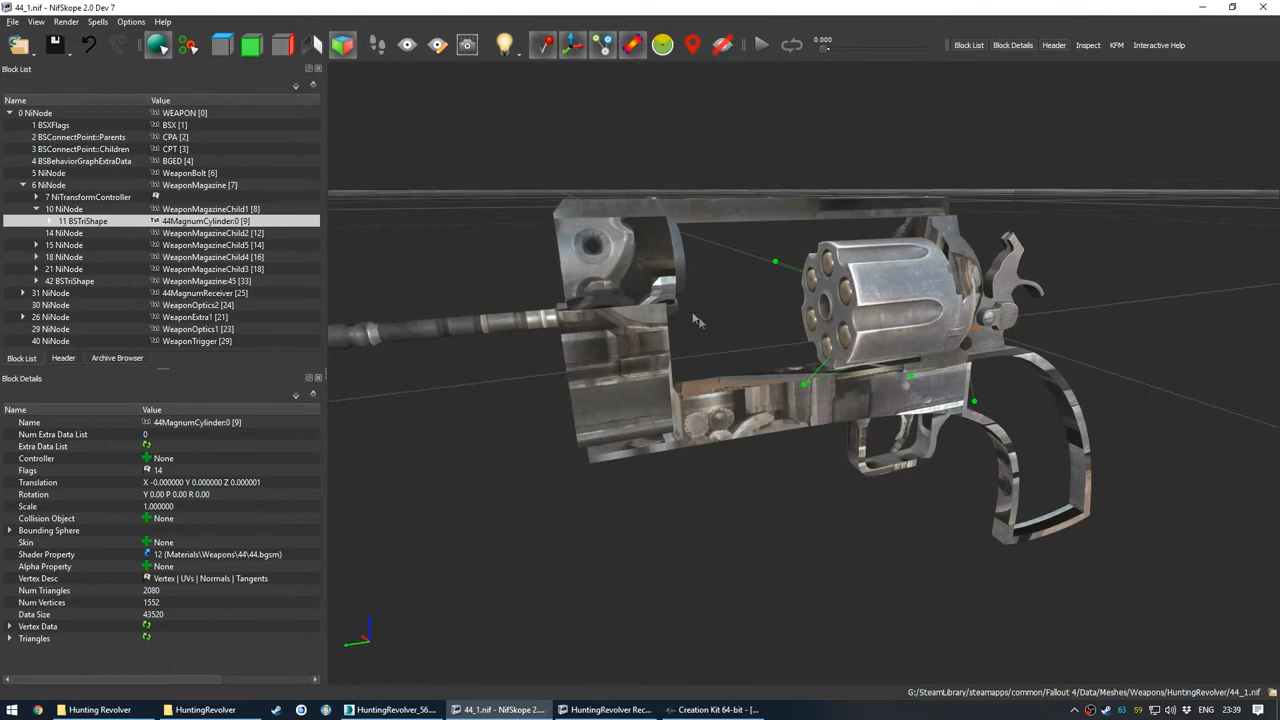 44_1.nif - NifSkope 2.0 Dev 7
File View Render Spells Options Help
0.000
Block List Block Details Header Inspect KFM Interactive Help
Block List
Name Value
0 NiNode WEAPON [0]
1 BSXFlags BSX [1]
2 BSConnectPoint::Parents CPA [2]
3 BSConnectPoint::Children CPT [3]
4 BSBehaviorGraphExtraData BGED [4]
5 NiNode WeaponBolt [6]
6 NiNode WeaponMagazine [7]
7 NiTransformController
10 NiNode WeaponMagazineChild1 [8]
11 BSTriShape Txt 44MagnumCylinder:0 [9]
14 NiNode WeaponMagazineChild2 [12]
15 NiNode WeaponMagazineChild5 [14]
18 NiNode WeaponMagazineChild4 [16]
21 NiNode WeaponMagazineChild3 [18]
42 BSTriShape WeaponMagazine:45 [33]
31 NiNode 44MagnumReceiver [25]
30 NiNode WeaponOptics2 [24]
26 NiNode WeaponExtra1 [21]
29 NiNode WeaponOptics1 [23]
40 NiNode WeaponTrigger [29]
Block List Header Archive Browser
Block Details
Name Value
Name 44MagnumCylinder:0 [9]
Num Extra Data List 0
Extra Data List
Controller None
Flags 14
Translation X -0.000000 Y 0.000000 Z 0.000001
Rotation Y 0.00 P 0.00 R 0.00
Scale 1.000000
Collision Object None
Bounding Sphere
Skin None
Shader Property 12 (Materials\Weapons\44\44.bgsm)
Alpha Property None
Vertex Desc Vertex | UVs | Normals | Tangents
Num Triangles 2080
Num Vertices 1552
Data Size 43520
Vertex Data
Triangles
G:/SteamLibrary/steamapps/common/Fallout 4/Data/Meshes/Weapons/HuntingRevolver/44_1.nif
Hunting Revolver HuntingRevolver HuntingRevolver_56... 44_1.nif - NifSkope 2.... HuntingRevolver Rec... Creation Kit 64-bit - [... 63 59 ENG 23:39